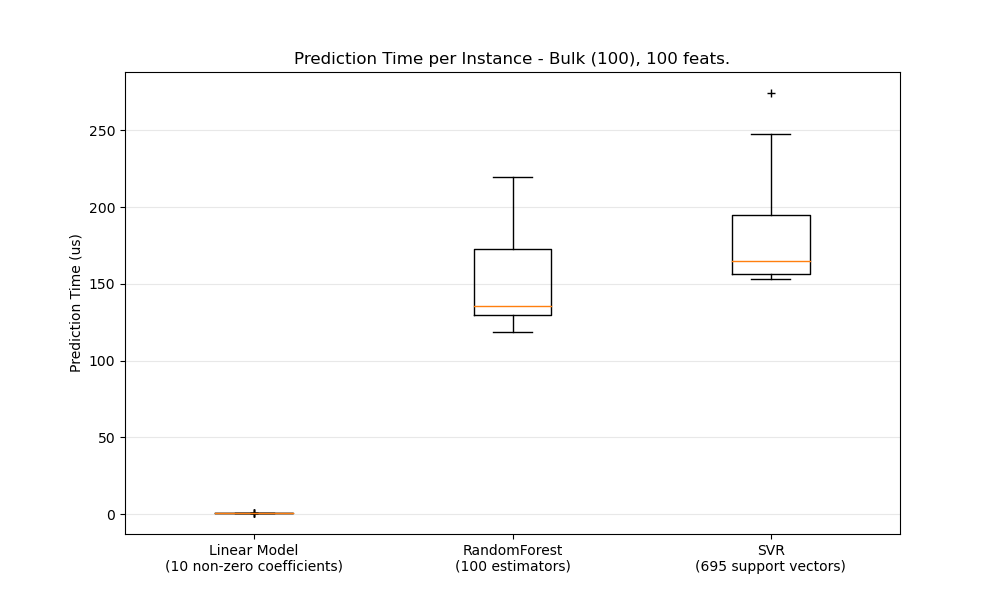 Prediction Time per Instance - Bulk (100), 100 feats.
Prediction Time (us)
250
200
150
100
50
0
Linear Model
(10 non-zero coefficients)
RandomForest
(100 estimators)
SVR
(695 support vectors)